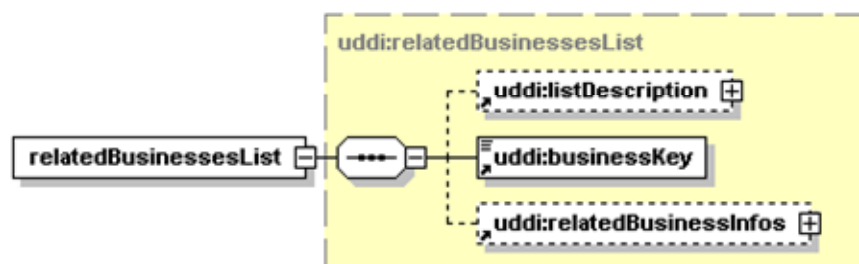 uddi:relatedBusinessesList
uddi:listDescription
relatedBusinessesList
uddi:businessKey
uddi:relatedBusinessInfos